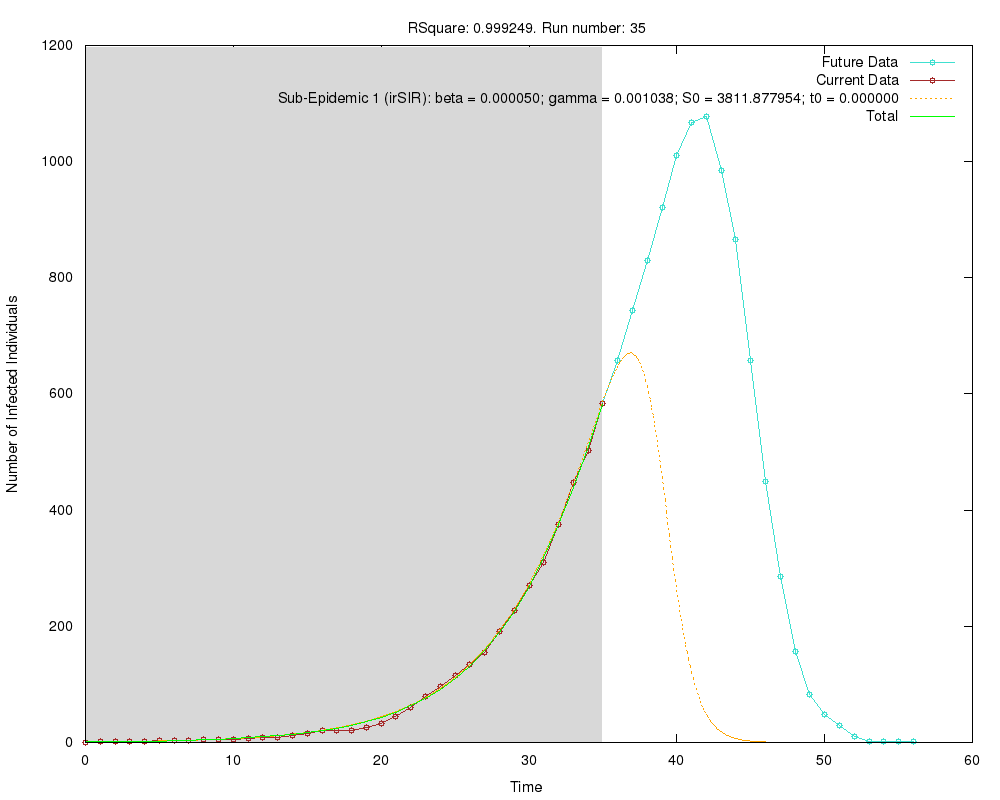 RSquare: 0.999249. Run number: 35
1200
1000
800
600
400
200
0
Number of Infected Individuals
Future Data
Current Data
Sub-Epidemic 1 (irSIR): beta = 0.000050; gamma = 0.001038; S0 = 3811.877954; t0 = 0.000000
Total
0 10 20 30 40 50 60
Time